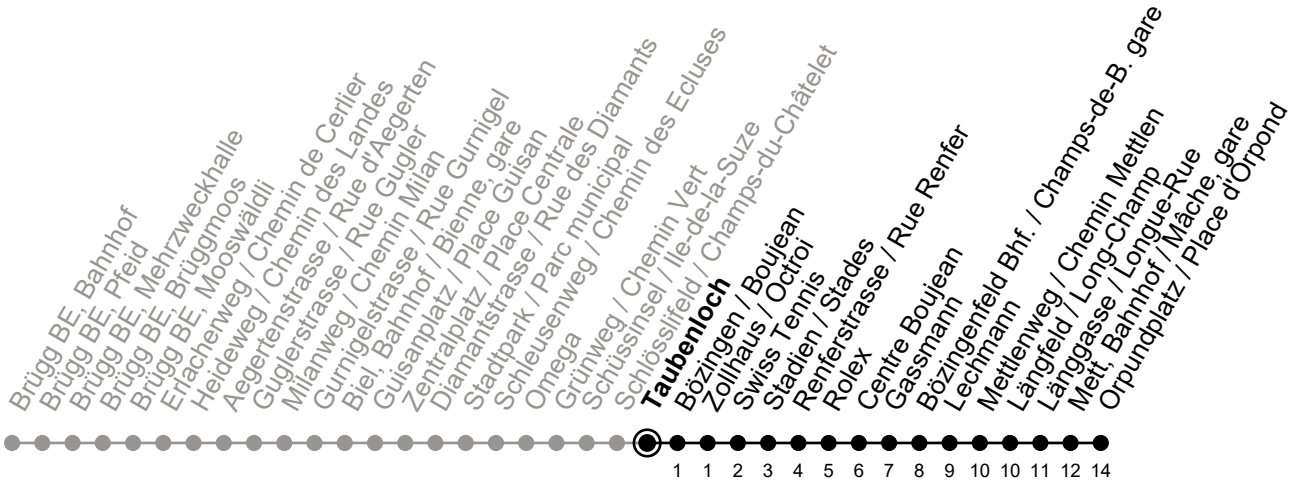 Brügg BE, Bahnhof
Brügg BE, Pfeid
Brügg BE, Mehrzweckhalle
Brügg BE, Brüggmoos
Brügg BE, Mooswäldli
Erlacherweg / Chemin de Cerlier
Heideweg / Chemin des Landes
Aegertenstrasse / Rue d'Aegerten
Guglerstrasse / Rue Gugler
Milanweg / Chemin Milan
Gurnigelstrasse / Rue Gurnigel
Biel, Bahnhof / Bienne, gare
Guisanplatz / Place Guisan
Zentralplatz / Place Centrale
Diamantstrasse / Rue des Diamants
Stadtpark / Parc municipal
Schleusenweg / Chemin des Ecluses
Omega
Grünweg / Chemin Vert
Schüssinsel / Ile-de-la-Suze
Schlösslifeld / Champs-du-Châtelet
Taubenloch
Bözingen / Boujean
Zollhaus / Octroi
Swiss Tennis
Stadien / Stades
Renferstrasse / Rue Renfer
Rolex
Centre Boujean
Gassmann
Bözingenfeld Bhf. / Champs-de-B. gare
Lechmann
Mettlenweg / Chemin Mettlen
Längfeld / Long-Champ
Länggasse / Longue-Rue
Mett, Bahnhof / Mâche, gare
Orpundplatz / Place d'Orpond
1 1 2 3 4 5 6 7 8 9 10 10 11 12 14